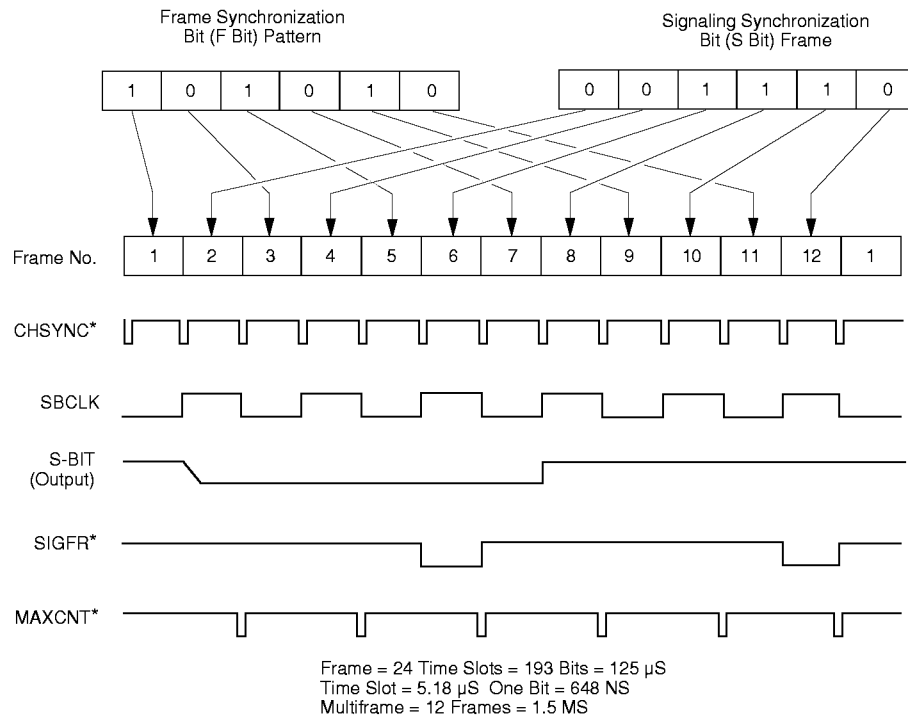 Frame Synchronization
Bit (F Bit) Pattern
Signaling Synchronization
Bit (S Bit) Frame
1 0 1 0 1 0
0 0 1 1 1 0
Frame No. 1 2 3 4 5 6 7 8 9 10 11 12 1
CHSYNC*
SBCLK
S-BIT
(Output)
SIGFR*
MAXCNT*
Frame = 24 Time Slots = 193 Bits = 125 µS
Time Slot = 5.18 µS One Bit = 648 NS
Multiframe = 12 Frames = 1.5 MS